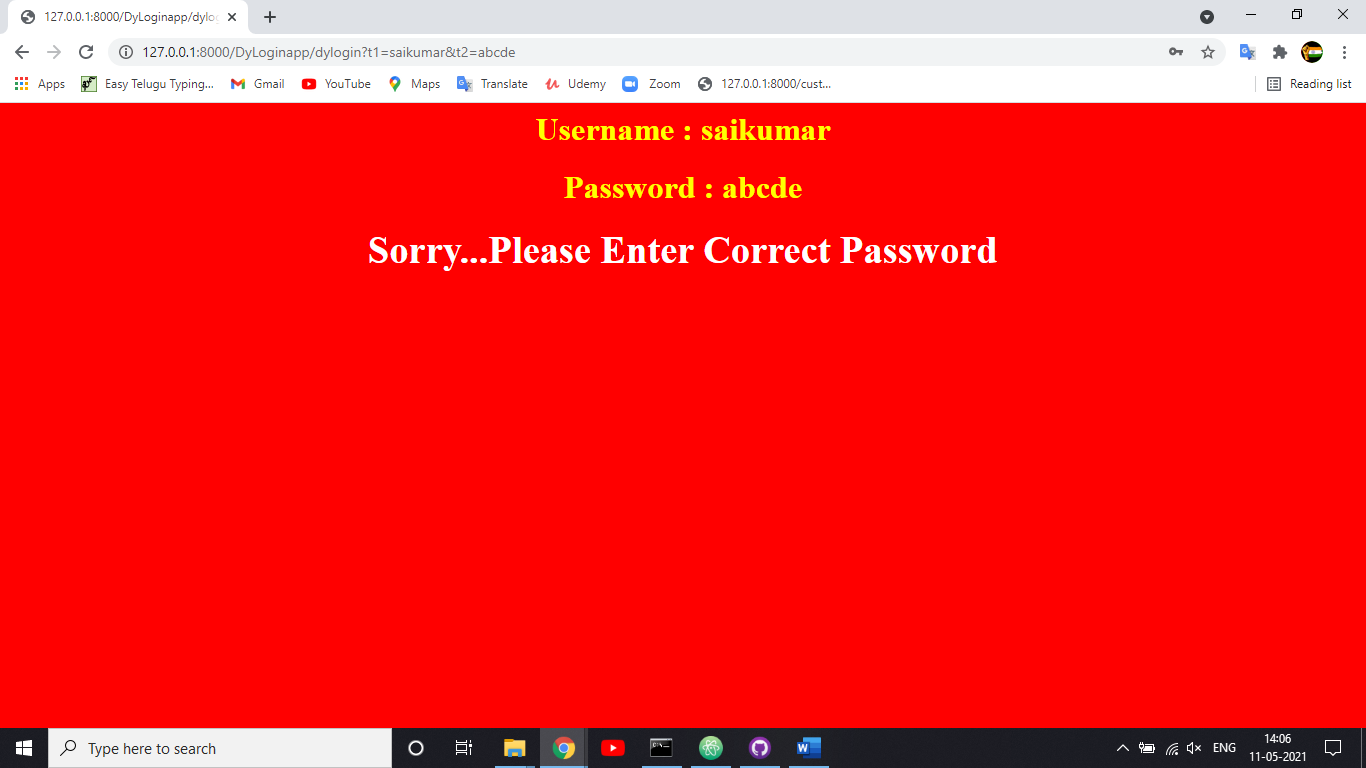 127.0.0.1:8000/DyLoginapp/dylog
127.0.0.1:8000/DyLoginapp/dylogin?t1=saikumar&t2=abcde
Apps Easy Telugu Typing... Gmail YouTube Maps Translate Udemy Zoom 127.0.0.1:8000/cust... Reading list
Username : saikumar
Password : abcde
Sorry...Please Enter Correct Password
Type here to search
ENG
14:06
11-05-2021